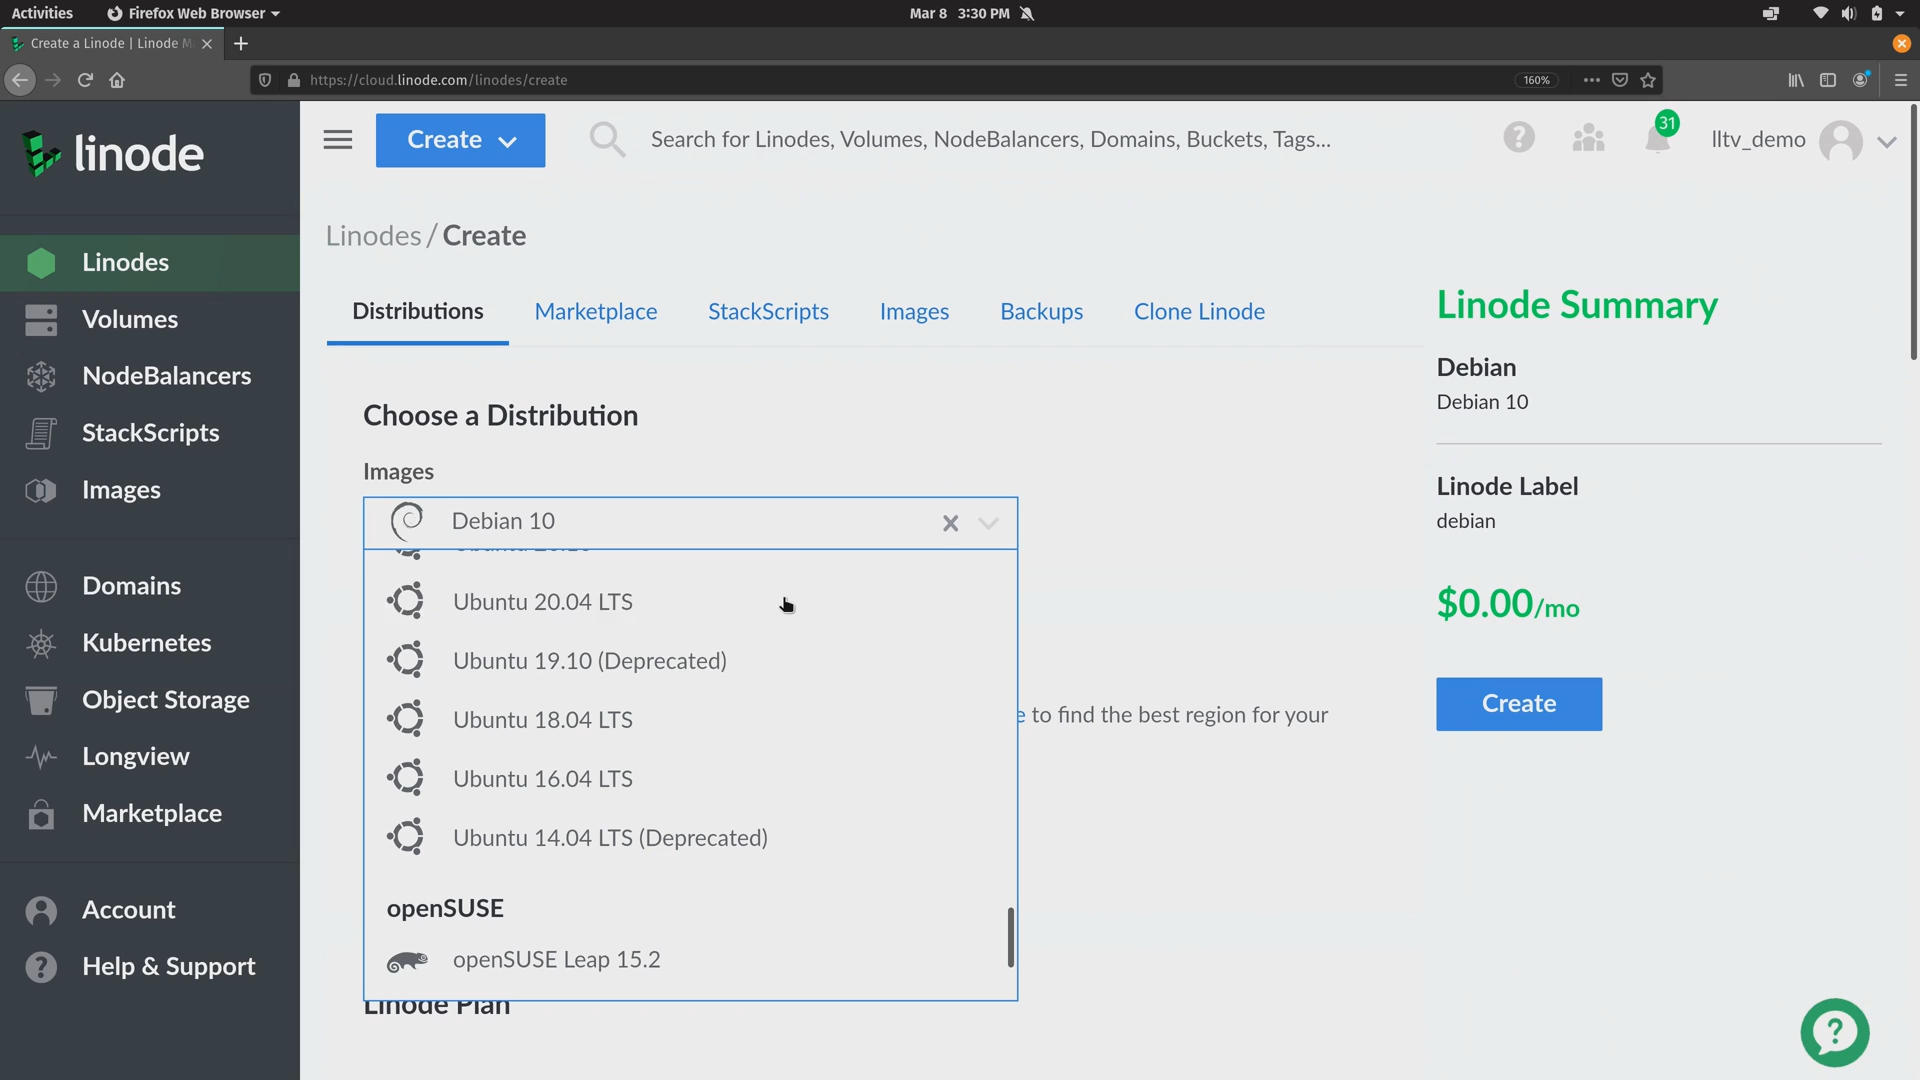 Activities
Firefox Web Browser
Mar 8 3:30 PM
Create a Linode | Linode M
https://cloud.linode.com/linodes/create
160%
linode
Create
Search for Linodes, Volumes, NodeBalancers, Domains, Buckets, Tags...
31
lltv_demo
Linodes
Volumes
NodeBalancers
StackScripts
Images
Domains
Kubernetes
Object Storage
Longview
Marketplace
Account
Help & Support
Linodes / Create
Distributions
Marketplace
StackScripts
Images
Backups
Clone Linode
Choose a Distribution
Images
Debian 10
Ubuntu 20.04 LTS
Ubuntu 19.10 (Deprecated)
Ubuntu 18.04 LTS
Ubuntu 16.04 LTS
Ubuntu 14.04 LTS (Deprecated)
openSUSE
openSUSE Leap 15.2
e to find the best region for your
Linode Plan
Linode Summary
Debian
Debian 10
Linode Label
debian
$0.00/mo
Create